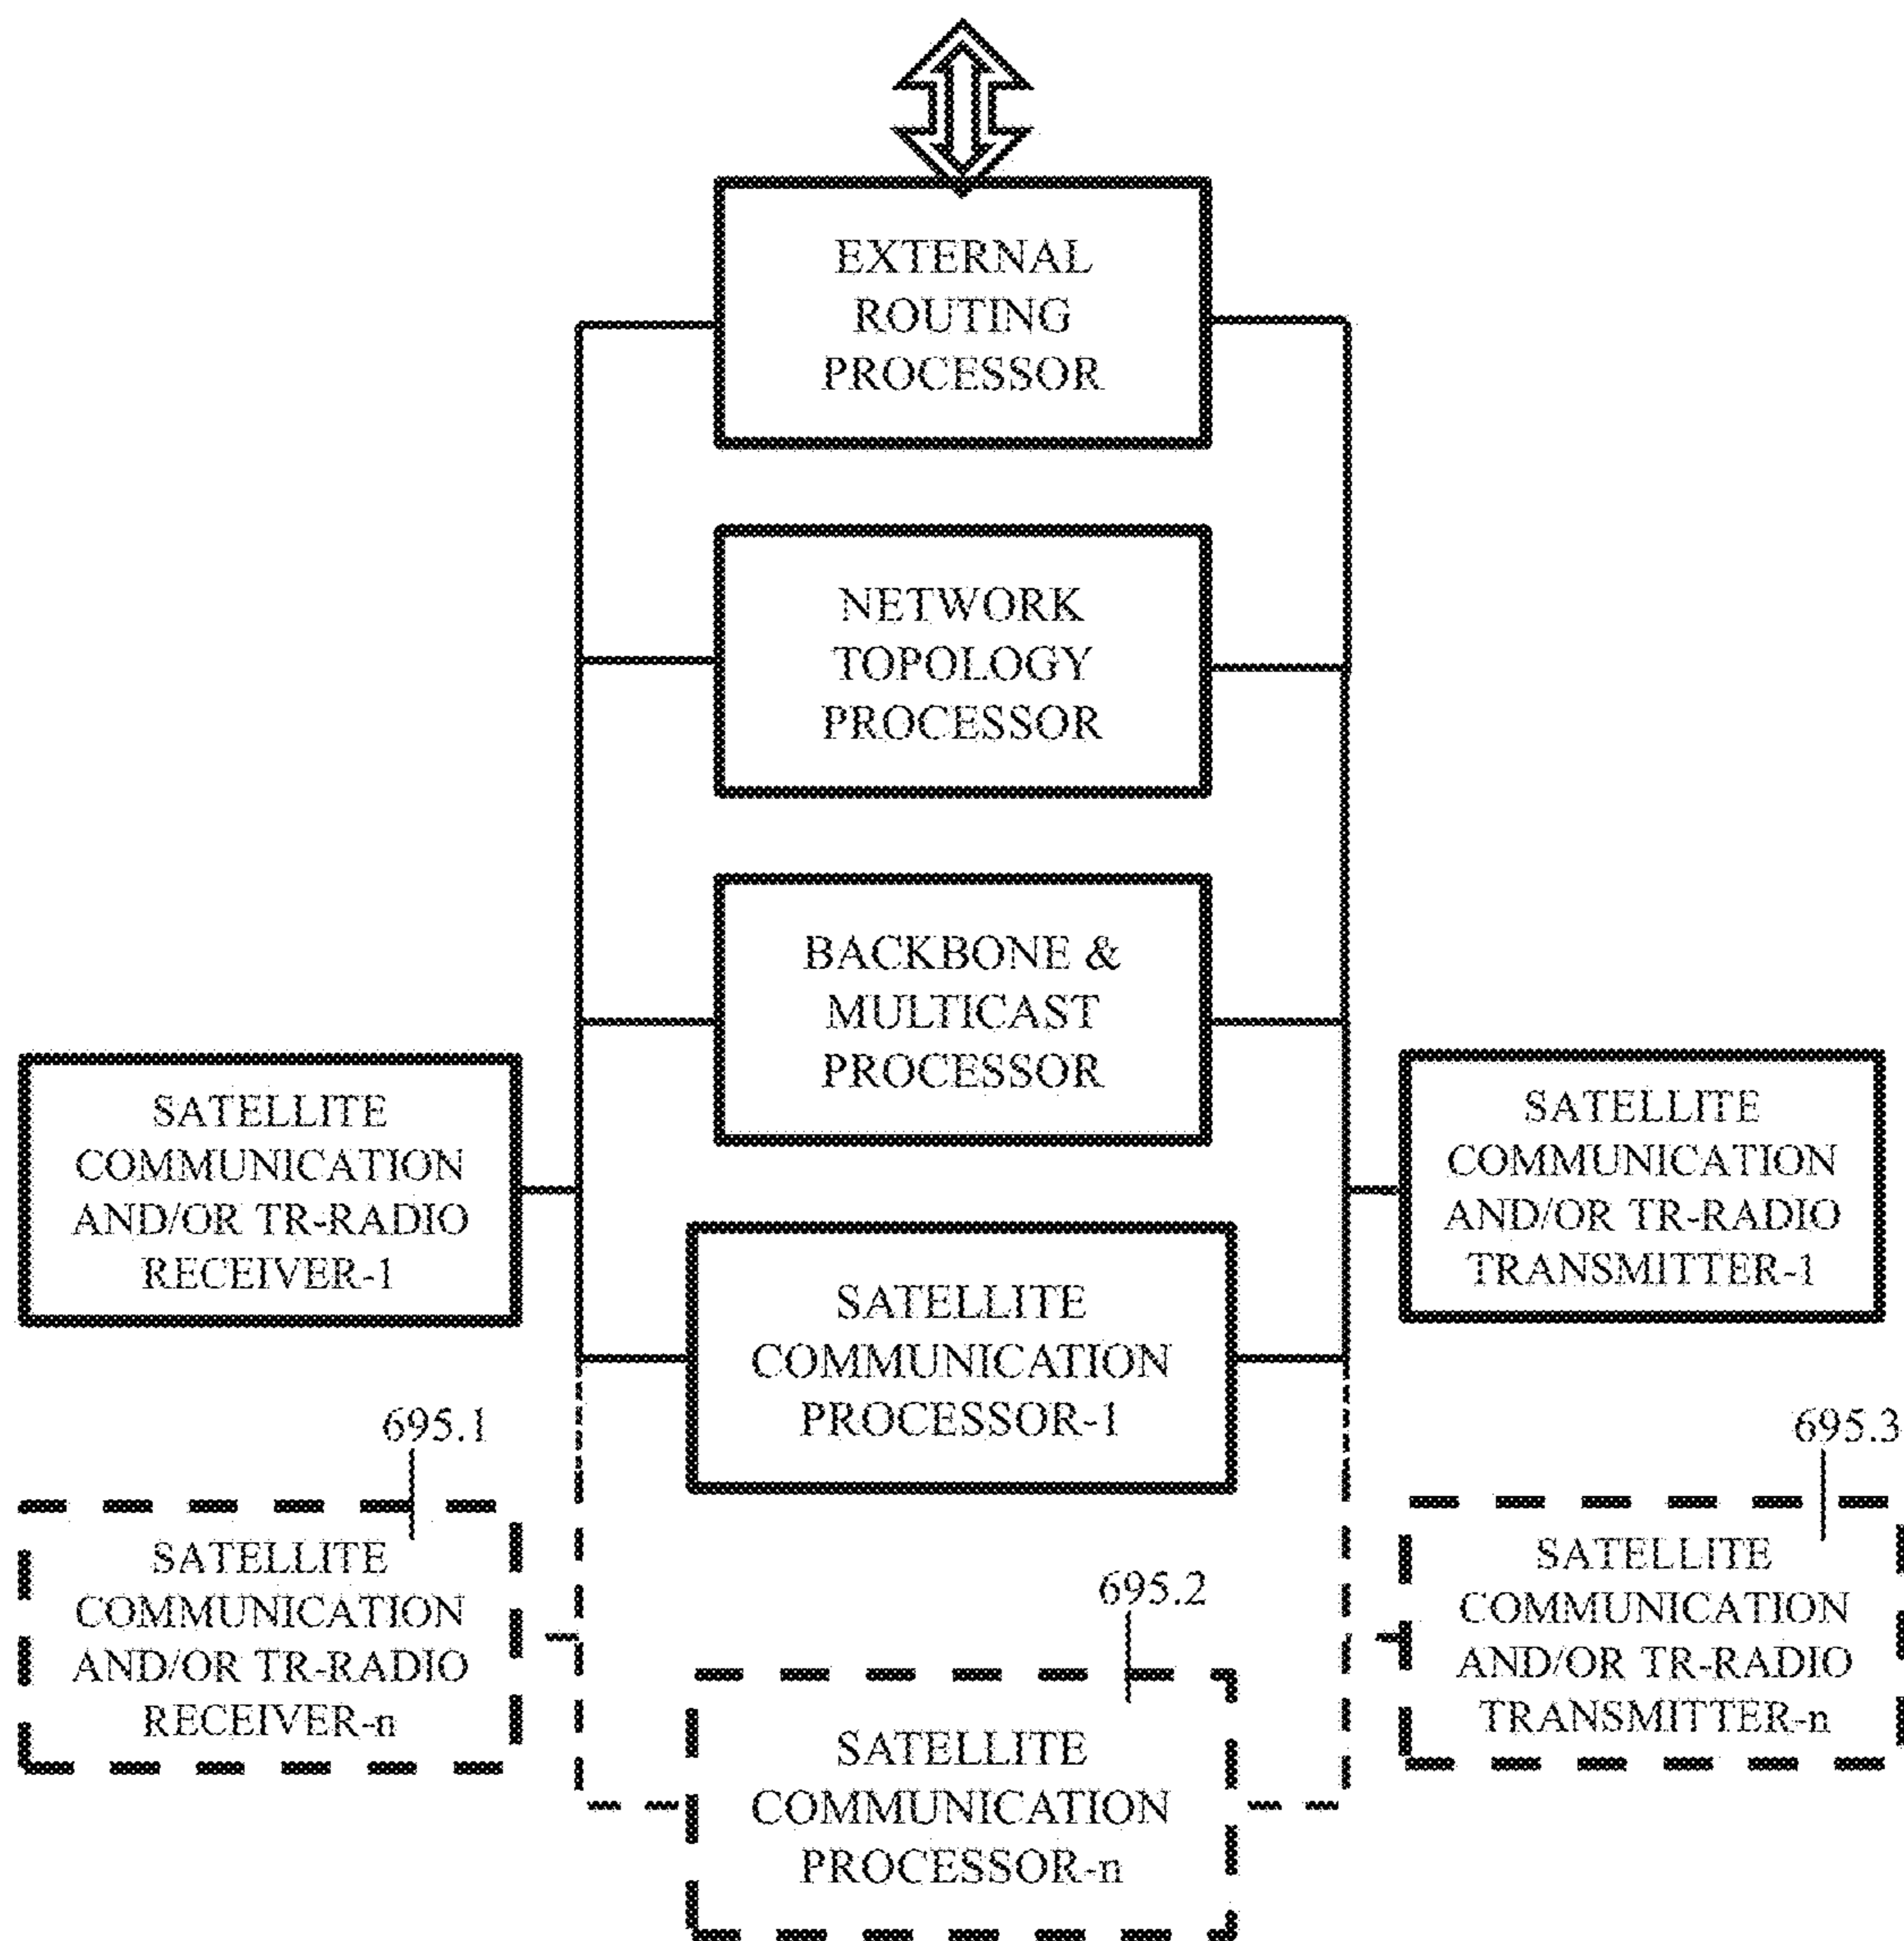 EXTERNAL
ROUTING
PROCESSOR
NETWORK
TOPOLOGY
PROCESSOR
BACKBONE &
MULTICAST
PROCESSOR
SATELLITE
COMMUNICATION
AND/OR TR-RADIO
RECEIVER-1
SATELLITE
COMMUNICATION
AND/OR TR-RADIO
TRANSMITTER-1
SATELLITE
COMMUNICATION
PROCESSOR-1
695.1
695.3
SATELLITE
COMMUNICATION
AND/OR TR-RADIO
RECEIVER-n
695.2
SATELLITE
COMMUNICATION
AND/OR TR-RADIO
TRANSMITTER-n
SATELLITE
COMMUNICATION
PROCESSOR-n